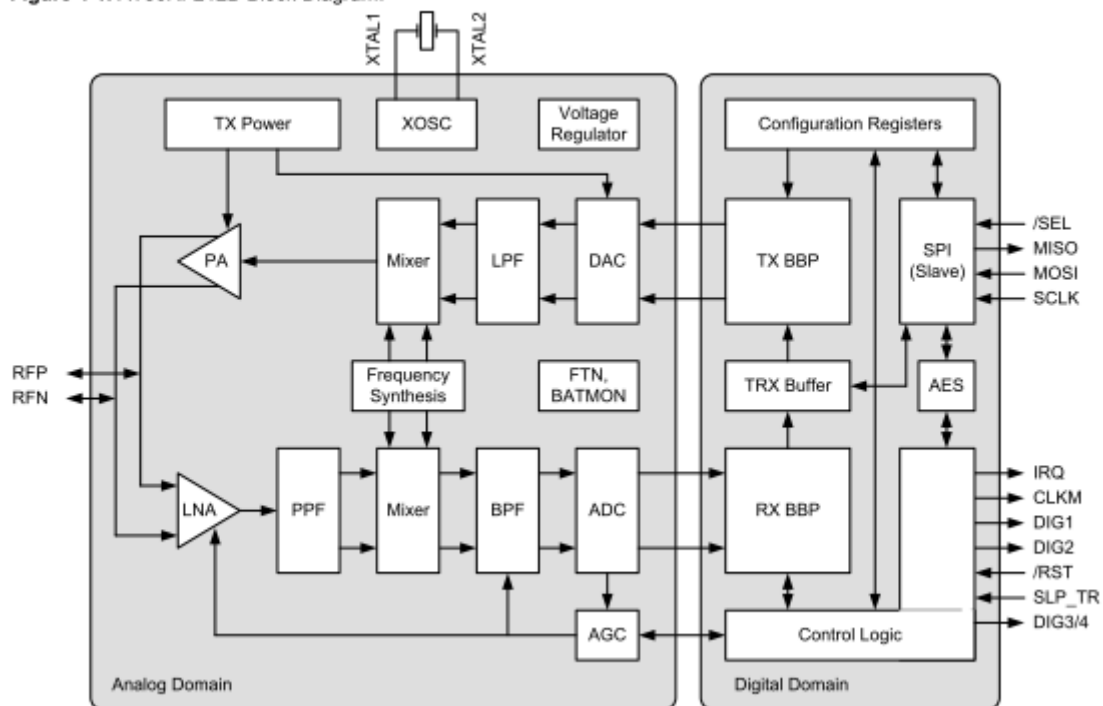 XTAL1
XTAL2
TX Power
XOSC
Voltage
Regulator
Configuration Registers
PA
Mixer
LPF
DAC
TX BBP
SPI
(Slave)
/SEL
MISO
MOSI
SCLK
RFP
RFN
Frequency
Synthesis
FTN,
BATMON
TRX Buffer
AES
LNA
PPF
Mixer
BPF
ADC
RX BBP
IRQ
CLKM
DIG1
DIG2
/RST
SLP_TR
DIG3/4
AGC
Control Logic
Analog Domain
Digital Domain